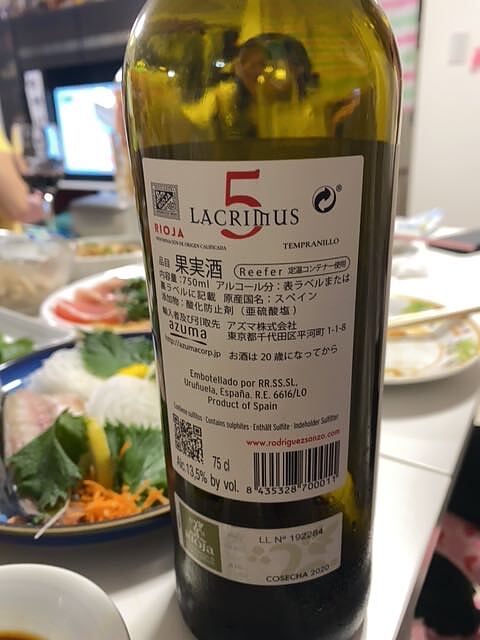 5
LACRIMUS
RIOJA
DENOMINACIÓN DE ORIGEN CALIFICADA
TEMPRANILLO
品目 果実酒 Reefer 定温コンテナー使用
内容量:750ml アルコール分:表ラベルまたは
裏ラベルに記載 原産国名:スペイン
添加物:酸化防止剤(亜硫酸塩)
輸入者及び引取先 アズマ株式会社
azuma 東京都千代田区平河町 1-1-8
http://azumacorp.jp お酒は20歳になってから
Embotellado por RR.SS.SL,
Uruñuela, España. R.E. 6616/LO
Product of Spain
Contiene sulfitos · Contains sulphites · Enthält Sulfite · Indeholder Sulfitter
www.rodriguezsanzo.com
75 cl
Alc. 13,5% by vol.
8 435328 700011
rioja
LL Nº 192284
COSECHA 2020